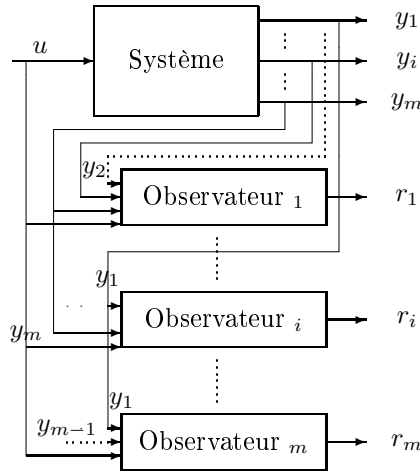 y₁
u
Système
yᵢ
yₘ
y₂
Observateur ₁
r₁
y₁
Observateur ᵢ
rᵢ
yₘ
y₁
yₘ₋₁
Observateur ₘ
rₘ